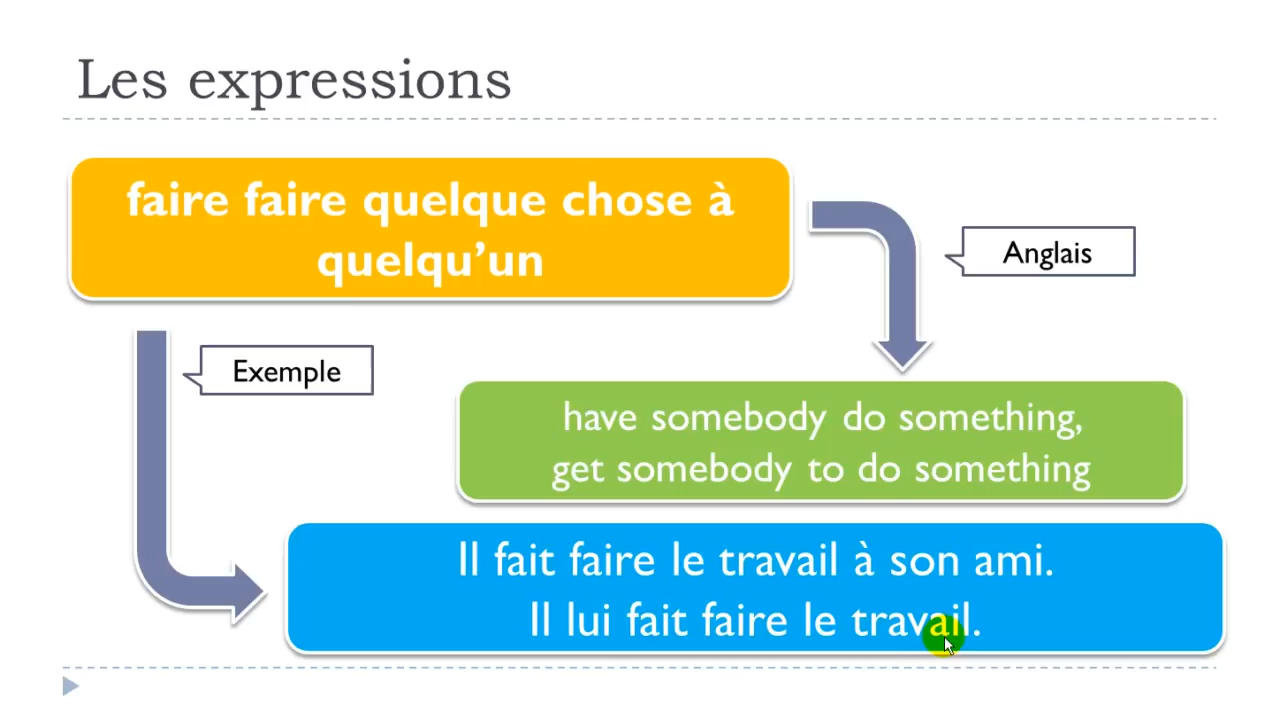 Les expressions
faire faire quelque chose à
quelqu’un
Anglais
Exemple
have somebody do something,
get somebody to do something
Il fait faire le travail à son ami.
Il lui fait faire le travail.